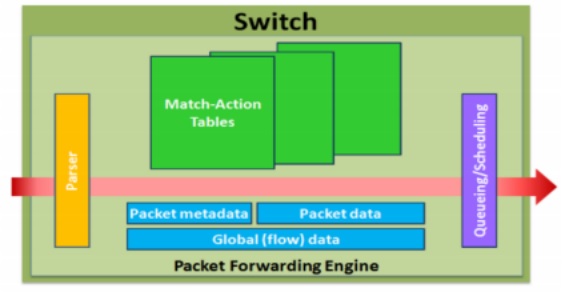 Switch
Match-Action
Tables
Parser
Queueing/Scheduling
Packet metadata
Packet data
Global (flow) data
Packet Forwarding Engine